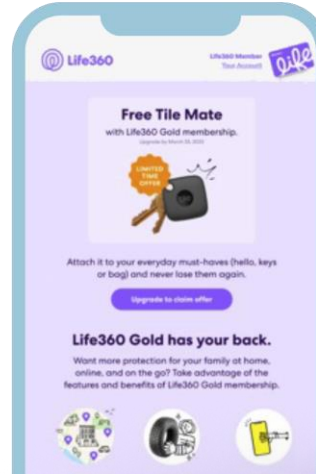 Life360
Life360 Member
Your Account
life
Free Tile Mate
with Life360 Gold membership.
LIMITED
TIME
OFFER
Attach it to your everyday must-haves (hello, keys
or bag) and never lose them again.
Upgrade to claim offer
Life360 Gold has your back.
Want more protection for your family at home,
online, and on the go? Take advantage of the
features and benefits of Life360 Gold membership.